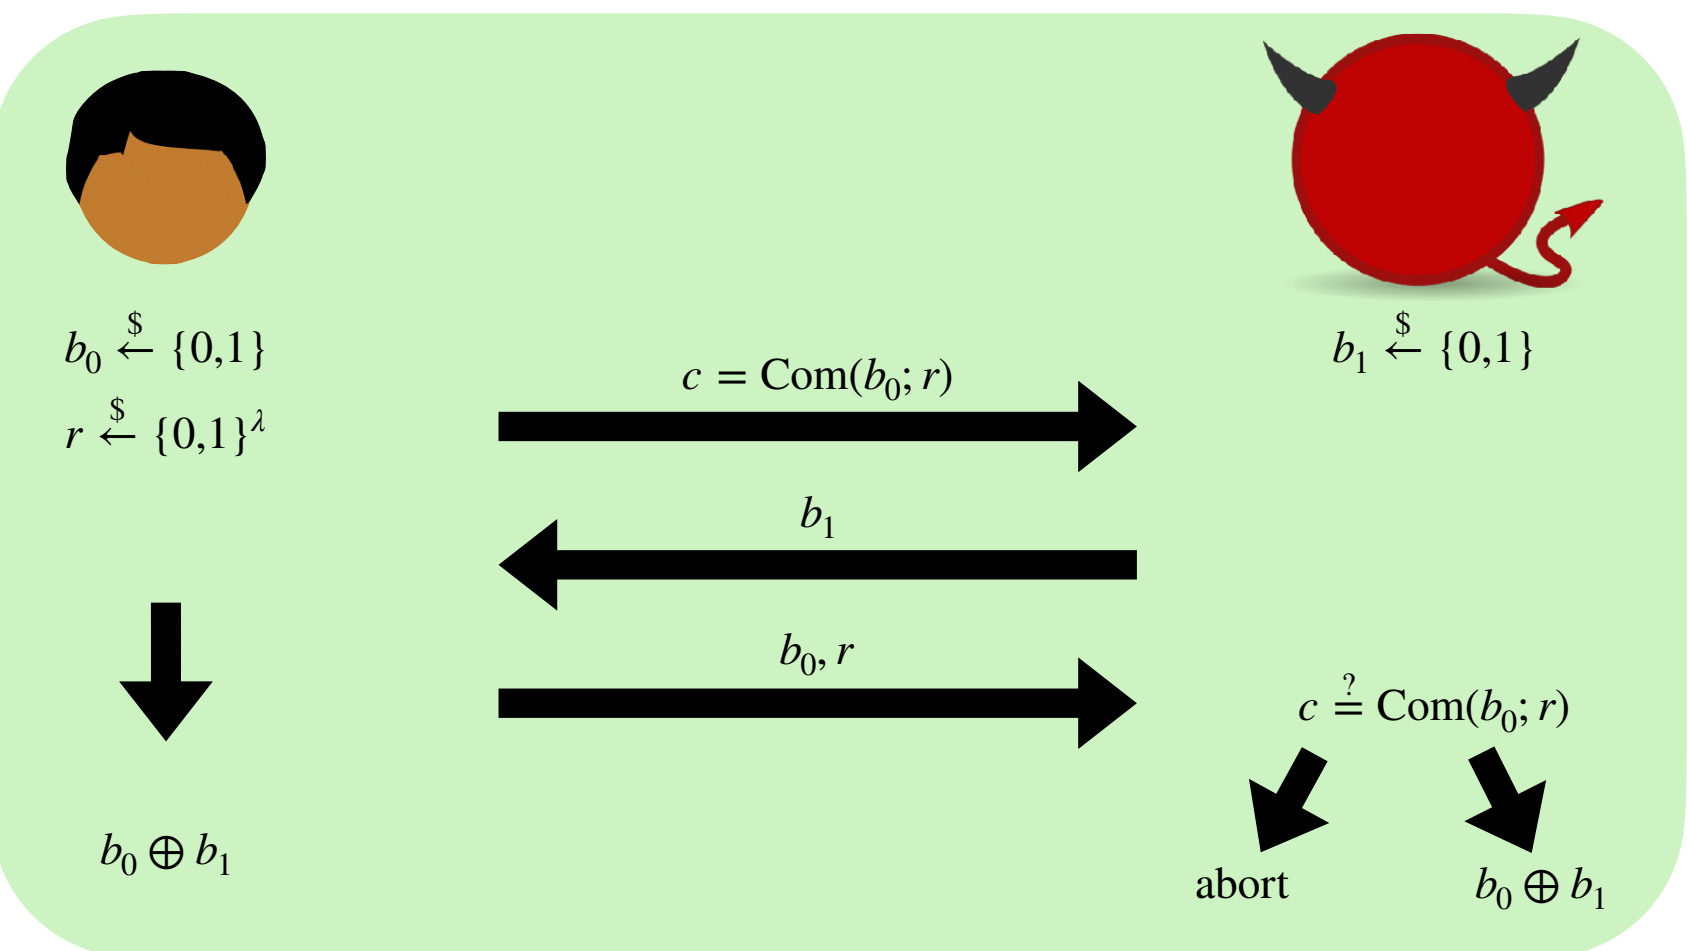 b₀ ←$ {0,1}
b₁ ←$ {0,1}
c = Com(b₀; r)
r ←$ {0,1}^λ
b₁
b₀, r
c ≟ Com(b₀; r)
b₀ ⊕ b₁
abort
b₀ ⊕ b₁